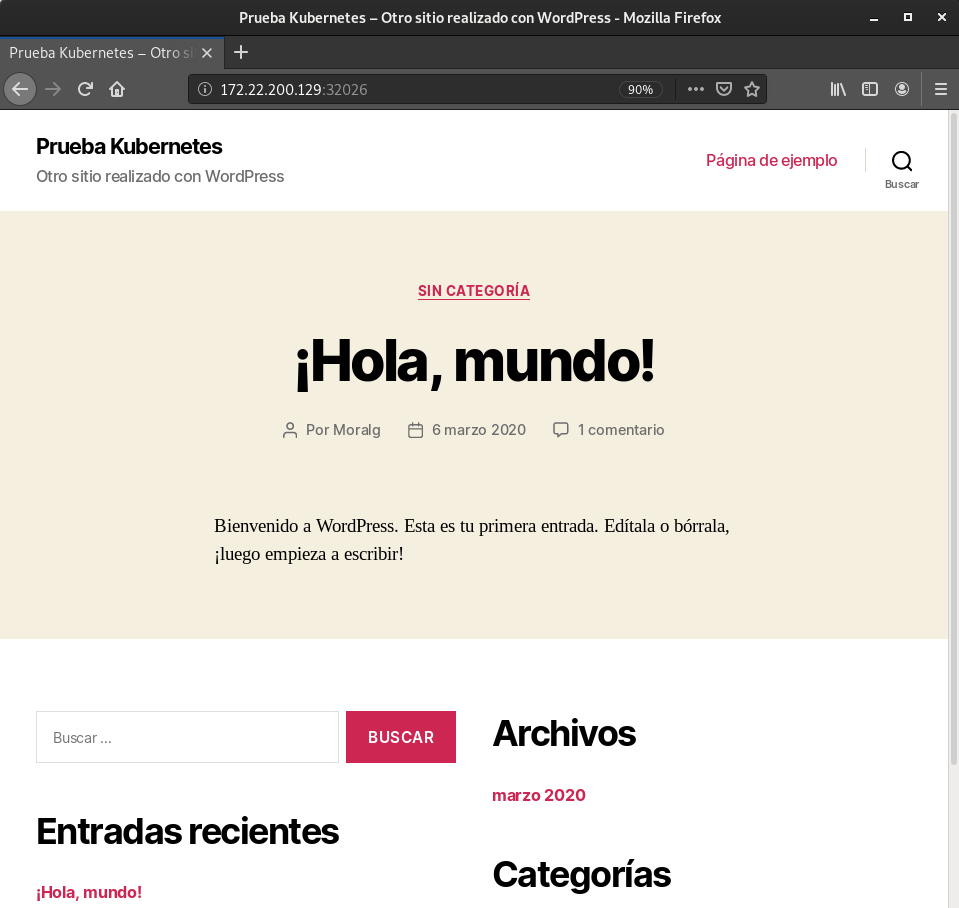 Prueba Kubernetes – Otro sitio realizado con WordPress - Mozilla Firefox
Prueba Kubernetes – Otro si
172.22.200.129:32026
90%
Prueba Kubernetes
Otro sitio realizado con WordPress
Página de ejemplo
Buscar
SIN CATEGORÍA
¡Hola, mundo!
Por Moralg
6 marzo 2020
1 comentario
Bienvenido a WordPress. Esta es tu primera entrada. Edítala o bórrala,
¡luego empieza a escribir!
Buscar ...
BUSCAR
Entradas recientes
¡Hola, mundo!
Archivos
marzo 2020
Categorías